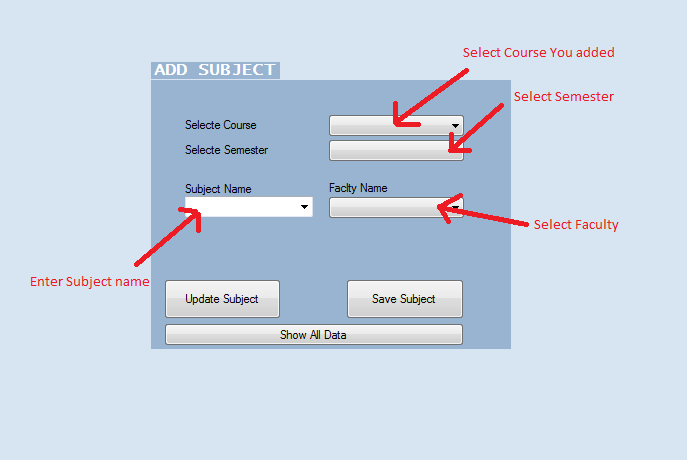 Select Course You added
ADD SUBJECT
Select Semester
Selecte Course
Selecte Semester
Subject Name
Faclty Name
Select Faculty
Enter Subject name
Update Subject
Save Subject
Show All Data